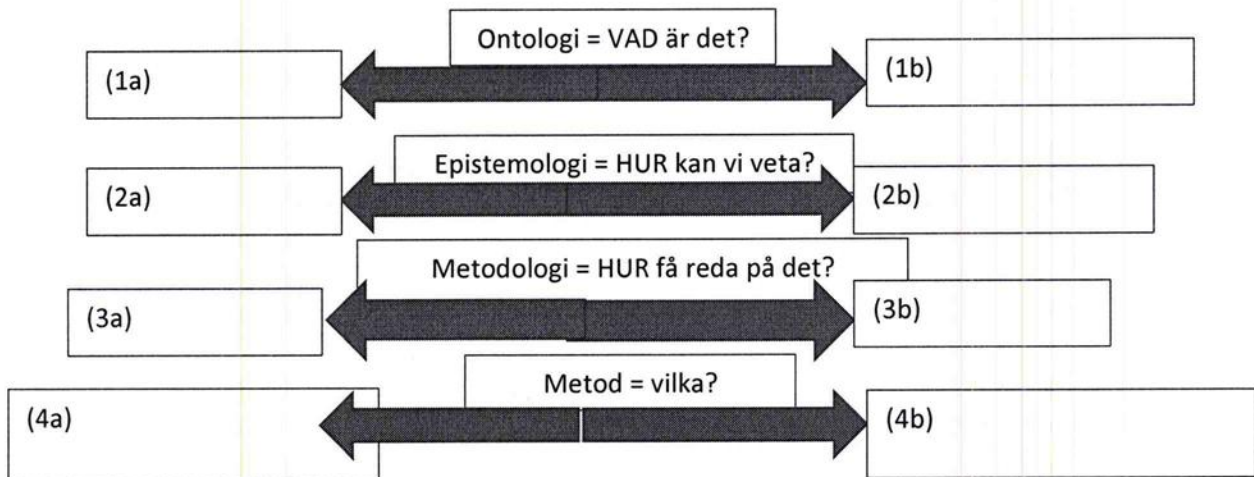 Ontologi = VAD är det?
(1a)
(1b)
Epistemologi = HUR kan vi veta?
(2a)
(2b)
Metodologi = HUR få reda på det?
(3a)
(3b)
Metod = vilka?
(4a)
(4b)